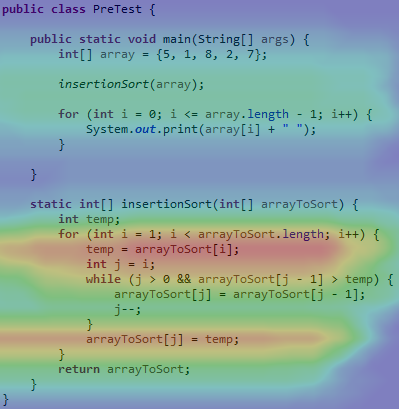 public class PreTest {
public static void main(String[] args) {
int[] array = {5, 1, 8, 2, 7};
insertionSort(array);
for (int i = 0; i <= array.length - 1; i++) {
System.out.print(array[i] + " ");
}
}
static int[] insertionSort(int[] arrayToSort) {
int temp;
for (int i = 1; i < arrayToSort.length; i++) {
temp = arrayToSort[i];
int j = i;
while (j > 0 && arrayToSort[j - 1] > temp) {
arrayToSort[j] = arrayToSort[j - 1];
j--;
}
arrayToSort[j] = temp;
}
return arrayToSort;
}
}